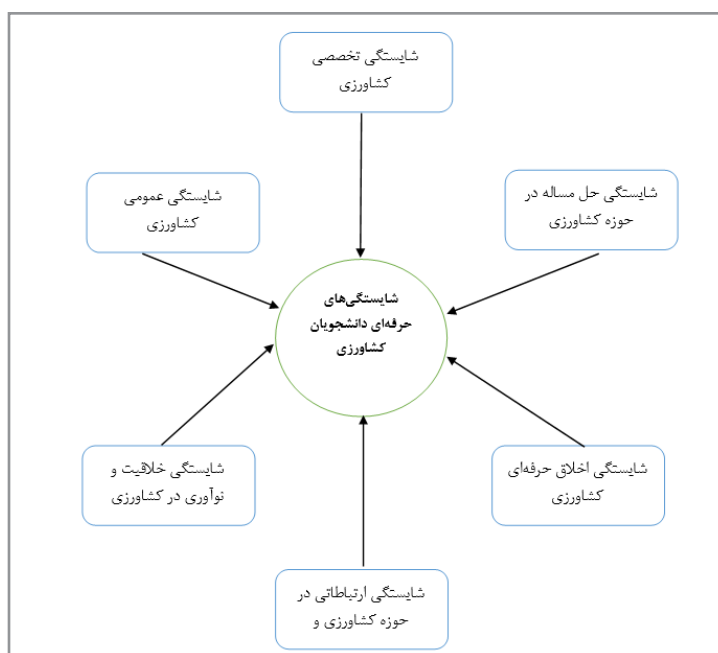 شایستگی تخصصی
کشاورزی
شایستگی حل مساله در
حوزه کشاورزی
شایستگی عمومی
کشاورزی
شایستگی‌های
حرفه‌ای دانشجویان
کشاورزی
شایستگی اخلاق حرفه‌ای
کشاورزی
شایستگی خلاقیت و
نوآوری در کشاورزی
شایستگی ارتباطاتی در
حوزه کشاورزی و